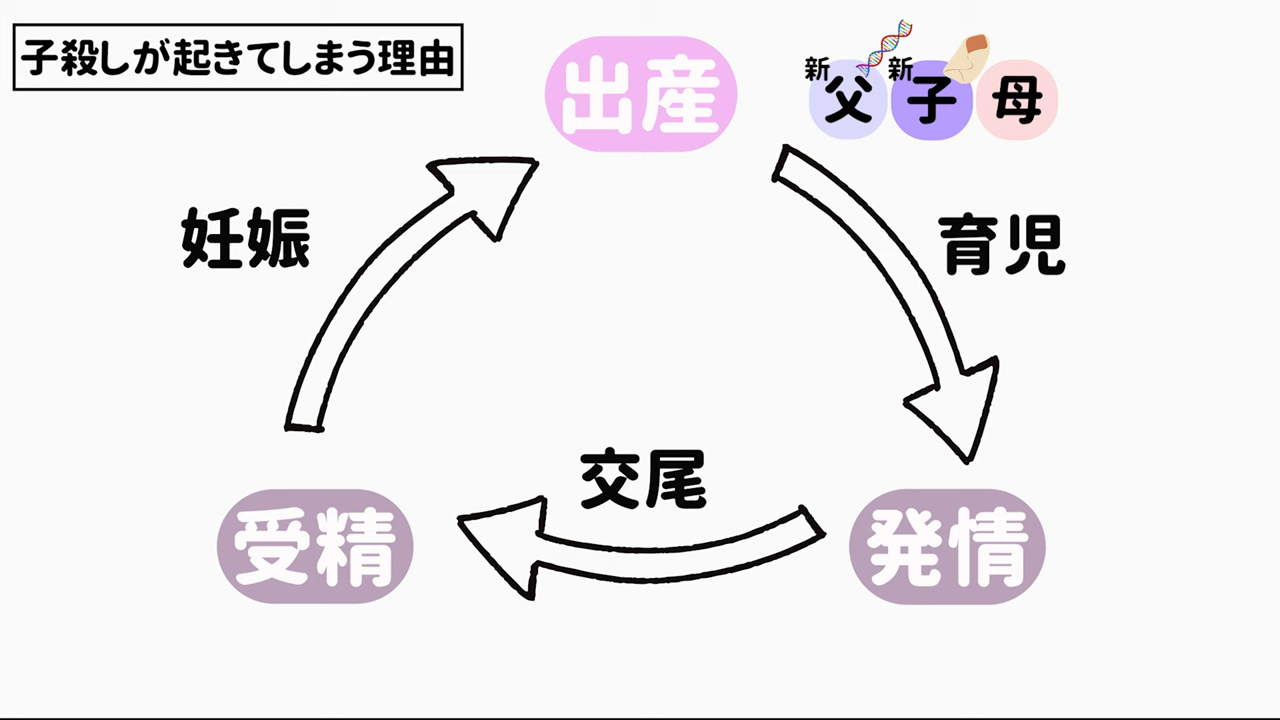 子殺しが起きてしまう理由
出産
新 新
父 子 母
妊娠
育児
交尾
受精
発情